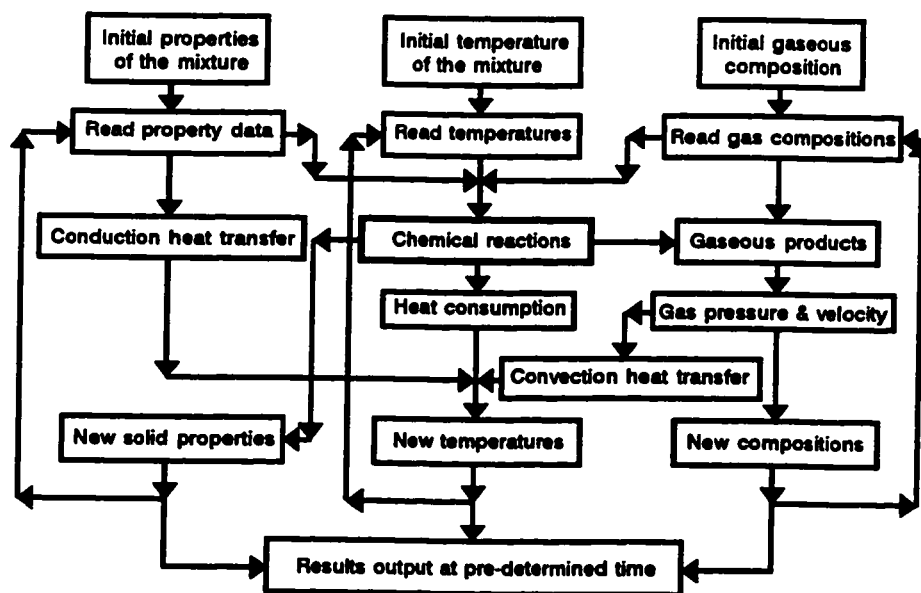 Initial properties
of the mixture
Initial temperature
of the mixture
Initial gaseous
composition
Read property data
Read temperatures
Read gas compositions
Conduction heat transfer
Chemical reactions
Gaseous products
Heat consumption
Gas pressure & velocity
Convection heat transfer
New solid properties
New temperatures
New compositions
Results output at pre-determined time